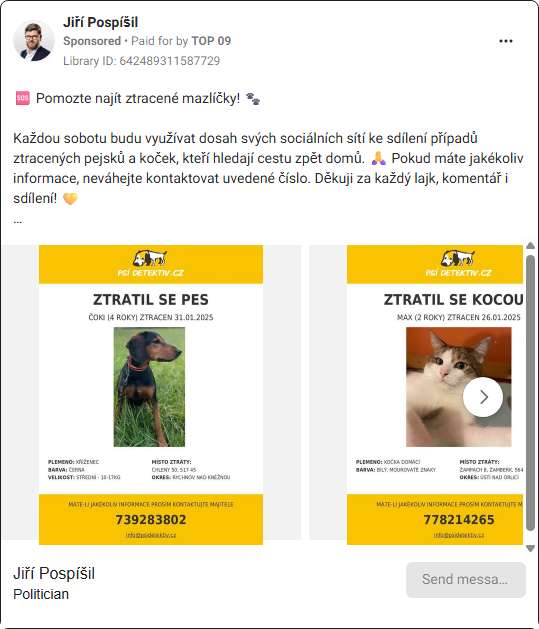 Jiří Pospíšil
Sponsored • Paid for by TOP 09
Library ID: 642489311587729
SOS Pomozte najít ztracené mazlíčky!
Každou sobotu budu využívat dosah svých sociálních sítí ke sdílení případů
ztracených pejsků a koček, kteří hledají cestu zpět domů. Pokud máte jakékoliv
informace, neváhejte kontaktovat uvedené číslo. Děkuji za každý lajk, komentář i
sdílení!
...
PSÍ DETEKTIV.CZ
ZTRATIL SE PES
ČOKI (4 ROKY) ZTRACEN 31.01.2025
PLEMENO: KŘÍŽENEC
BARVA: ČERNÁ
VELIKOST: STŘEDNÍ - 10-17KG
MÍSTO ZTRÁTY:
CHLENY 50, 517 45
OKRES: RYCHNOV NAD KNĚŽNOU
MÁTE-LI JAKÉKOLIV INFORMACE PROSÍM KONTAKTUJTE MAJITELE
739283802
info@psidetektiv.cz
PSÍ DETEKTIV.CZ
ZTRATIL SE KOCOU
MAX (2 ROKY) ZTRACEN 26.01.2025
PLEMENO: KOČKA DOMÁCÍ
BARVA: BÍLÝ, MOUROVATÉ ZNAKY
MÍSTO ZTRÁTY:
ŽAMPACH 8, ŽAMBERK, 564
OKRES: ÚSTÍ NAD ORLICÍ
MÁTE-LI JAKÉKOLIV INFORMACE PROSÍM KONTAKTUJTE M
778214265
info@psidetektiv.cz
Jiří Pospíšil
Politician
Send messa...